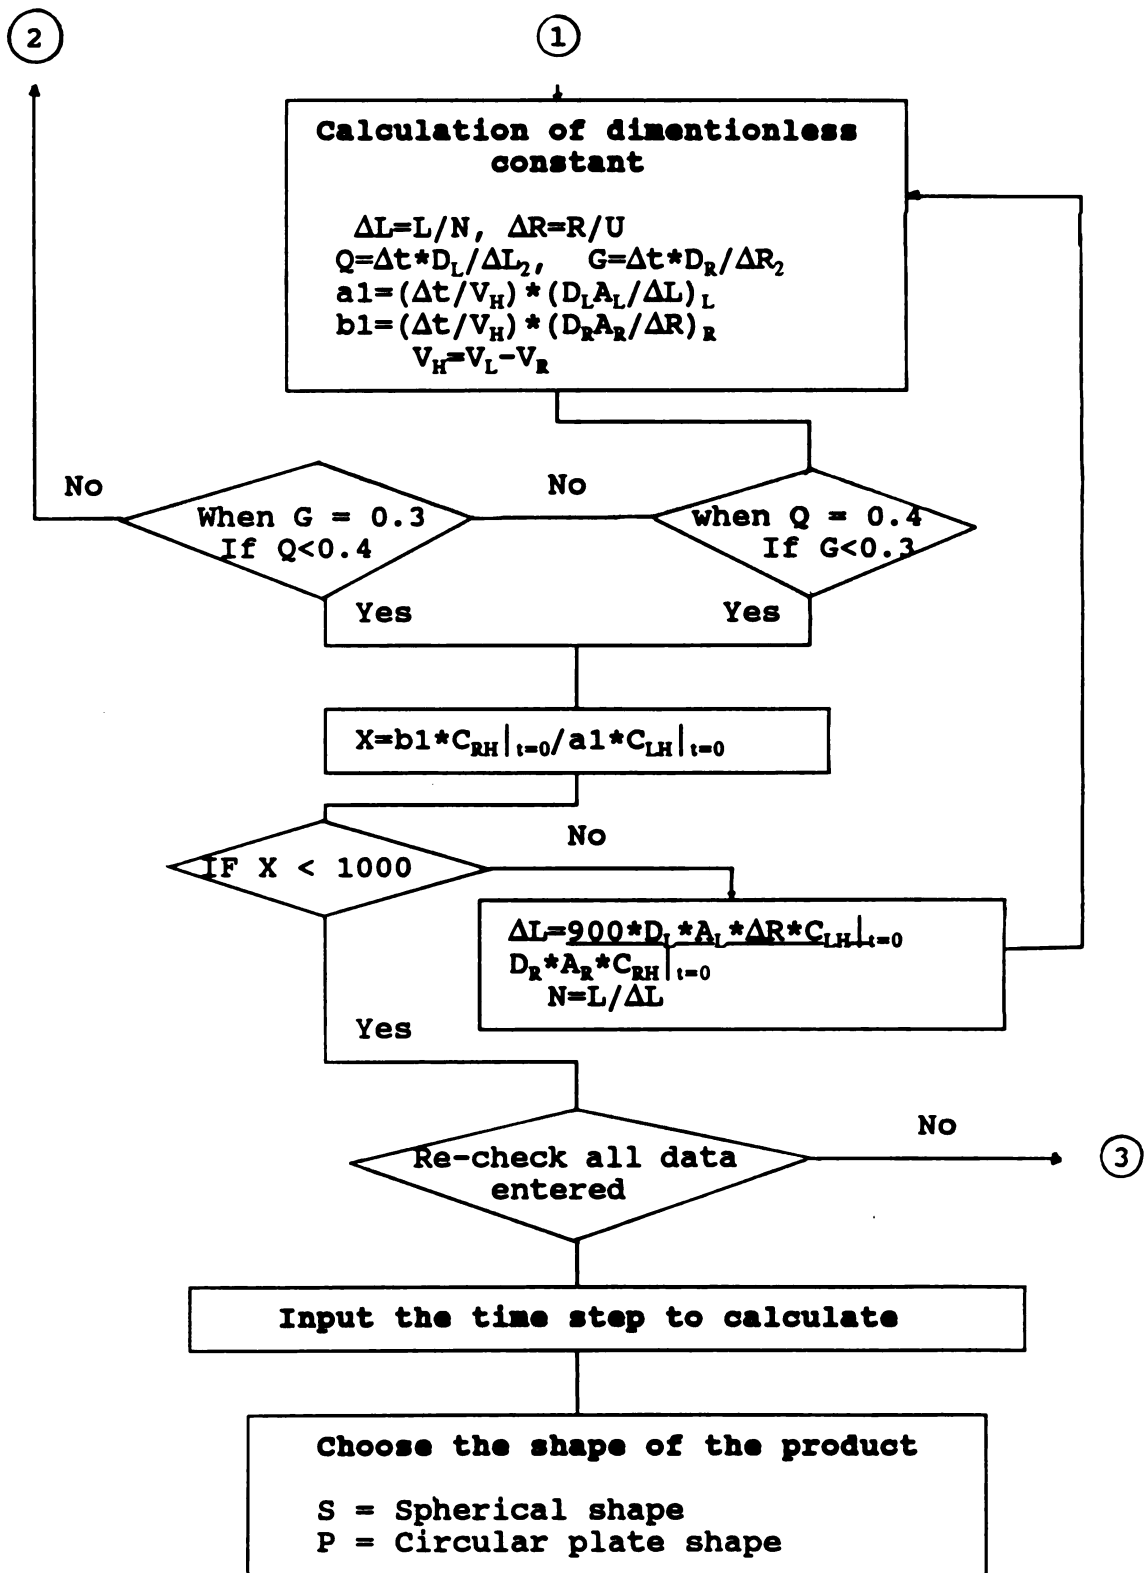 2
1
Calculation of dimentionless
constant
ΔL=L/N, ΔR=R/U
Q=Δt*D_L/ΔL_2, G=Δt*D_R/ΔR_2
a1=(Δt/V_H)*(D_LA_L/ΔL)_L
b1=(Δt/V_H)*(D_RA_R/ΔR)_R
V_H=V_L-V_R
No
No
When G = 0.3
If Q<0.4
when Q = 0.4
If G<0.3
Yes
Yes
X=b1*C_RH|t=0/a1*C_LH|t=0
IF X < 1000
No
ΔL=900*D_L*A_L*ΔR*C_LH|t=0
D_R*A_R*C_RH|t=0
N=L/ΔL
Yes
Re-check all data
entered
No
3
Input the time step to calculate
Choose the shape of the product
S = Spherical shape
P = Circular plate shape